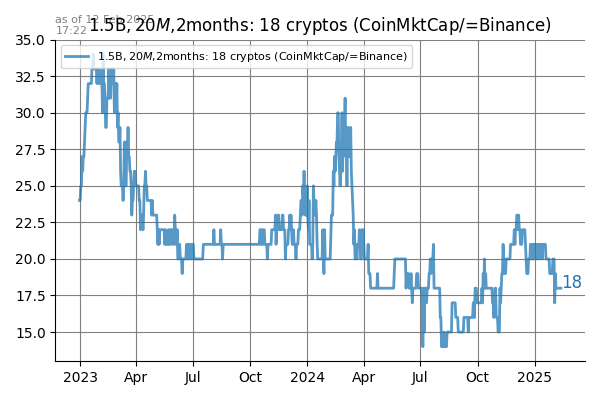 as of 12 Feb 2025
17:22
1.5B, 20M, 2months: 18 cryptos (CoinMktCap/=Binance)
1.5B, 20M, 2months: 18 cryptos (CoinMktCap/=Binance)
35.0
32.5
30.0
27.5
25.0
22.5
20.0
17.5
15.0
18
2023 Apr Jul Oct 2024 Apr Jul Oct 2025